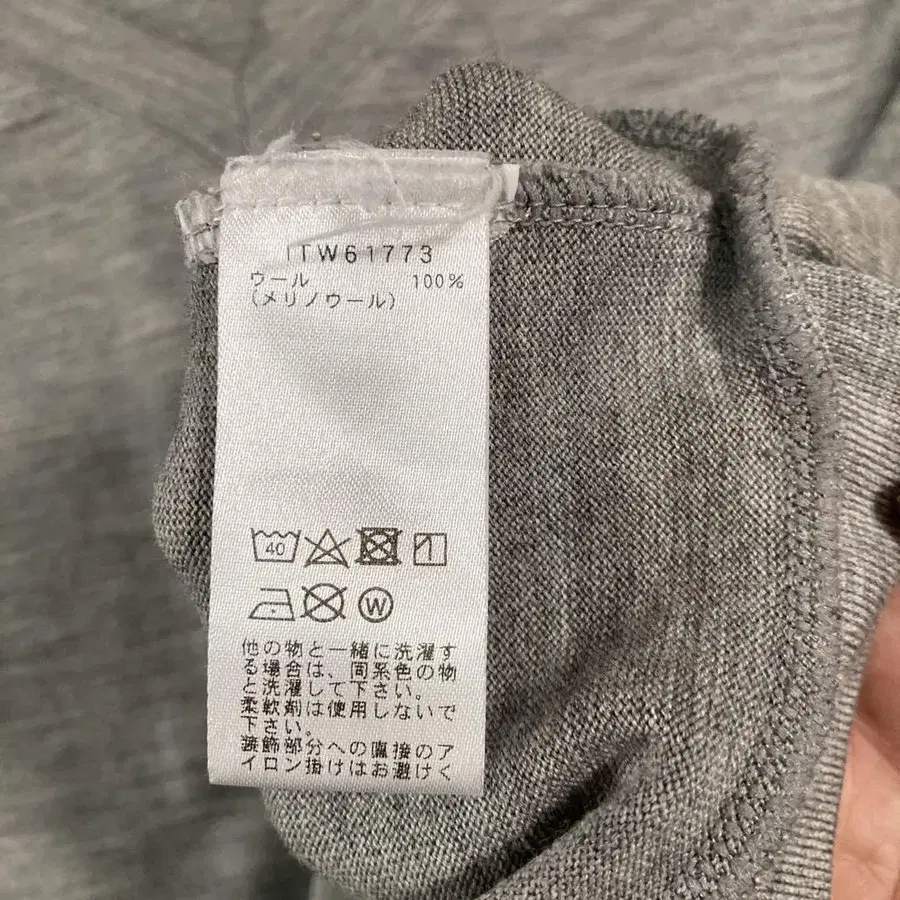 ITW61773
ウール 100%
(メリノウール)
40
W
他の物と一緒に洗濯す
る場合は、同系色の物
と洗濯して下さい。
柔軟剤は使用しないで
下さい。
装飾部分への直接のア
イロン掛けはお避けく